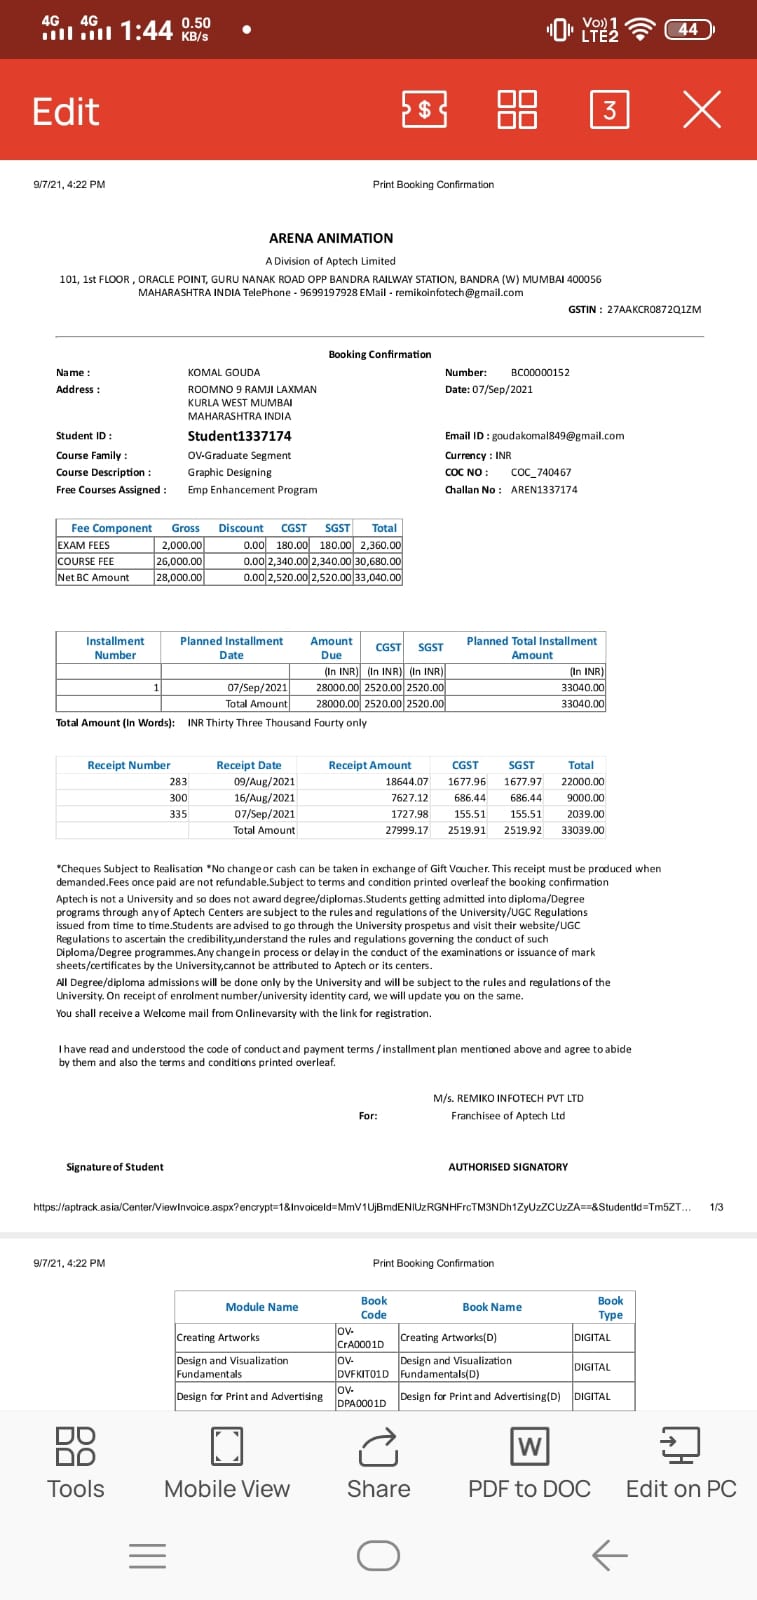 4G 4G 1:44 0.50 KB/s Vo)) 1 LTE2 44
Edit $ 3
9/7/21, 4:22 PM Print Booking Confirmation
ARENA ANIMATION
A Division of Aptech Limited
101, 1st FLOOR , ORACLE POINT, GURU NANAK ROAD OPP BANDRA RAILWAY STATION, BANDRA (W) MUMBAI 400056
MAHARASHTRA INDIA TelePhone - 9699197928 EMail - remikoinfotech@gmail.com
GSTIN : 27AAKCR0872Q1ZM
Booking Confirmation
Name : KOMAL GOUDA Number: BC00000152
Address : ROOMNO 9 RAMJI LAXMAN Date: 07/Sep/2021
KURLA WEST MUMBAI
MAHARASHTRA INDIA
Student ID : Student1337174 Email ID : goudakomal849@gmail.com
Course Family : OV-Graduate Segment Currency : INR
Course Description : Graphic Designing COC NO : COC_740467
Free Courses Assigned : Emp Enhancement Program Challan No : AREN1337174
Fee Component Gross Discount CGST SGST Total
EXAM FEES 2,000.00 0.00 180.00 180.00 2,360.00
COURSE FEE 26,000.00 0.00 2,340.00 2,340.00 30,680.00
Net BC Amount 28,000.00 0.00 2,520.00 2,520.00 33,040.00
Installment Number Planned Installment Date Amount Due CGST SGST Planned Total Installment Amount
(In INR) (In INR) (In INR) (In INR)
1 07/Sep/2021 28000.00 2520.00 2520.00 33040.00
Total Amount 28000.00 2520.00 2520.00 33040.00
Total Amount (In Words): INR Thirty Three Thousand Fourty only
Receipt Number Receipt Date Receipt Amount CGST SGST Total
283 09/Aug/2021 18644.07 1677.96 1677.97 22000.00
300 16/Aug/2021 7627.12 686.44 686.44 9000.00
335 07/Sep/2021 1727.98 155.51 155.51 2039.00
Total Amount 27999.17 2519.91 2519.92 33039.00
*Cheques Subject to Realisation *No change or cash can be taken in exchange of Gift Voucher. This receipt must be produced when
demanded.Fees once paid are not refundable.Subject to terms and condition printed overleaf the booking confirmation
Aptech is not a University and so does not award degree/diplomas.Students getting admitted into diploma/Degree
programs through any of Aptech Centers are subject to the rules and regulations of the University/UGC Regulations
issued from time to time.Students are advised to go through the University prospetus and visit their website/UGC
Regulations to ascertain the credibility,understand the rules and regulations governing the conduct of such
Diploma/Degree programmes.Any change in process or delay in the conduct of the examinations or issuance of mark
sheets/certificates by the University,cannot be attributed to Aptech or its centers.
All Degree/diploma admissions will be done only by the University and will be subject to the rules and regulations of the
University. On receipt of enrolment number/university identity card, we will update you on the same.
You shall receive a Welcome mail from Onlinevarsity with the link for registration.
I have read and understood the code of conduct and payment terms / installment plan mentioned above and agree to abide
by them and also the terms and conditions printed overleaf.
M/s. REMIKO INFOTECH PVT LTD
For: Franchisee of Aptech Ltd
Signature of Student AUTHORISED SIGNATORY
https://aptrack.asia/Center/ViewInvoice.aspx?encrypt=1&InvoiceId=MmV1UjBmdENIUzRGNHFrcTM3NDh1ZyUzZCUzZA==&StudentId=Tm5ZT... 1/3
9/7/21, 4:22 PM Print Booking Confirmation
Module Name Book Code Book Name Book Type
Creating Artworks OV-CrA0001D Creating Artworks(D) DIGITAL
Design and Visualization Fundamentals OV-DVFKIT01D Design and Visualization Fundamentals(D) DIGITAL
Design for Print and Advertising OV-DPA0001D Design for Print and Advertising(D) DIGITAL
W
Tools Mobile View Share PDF to DOC Edit on PC